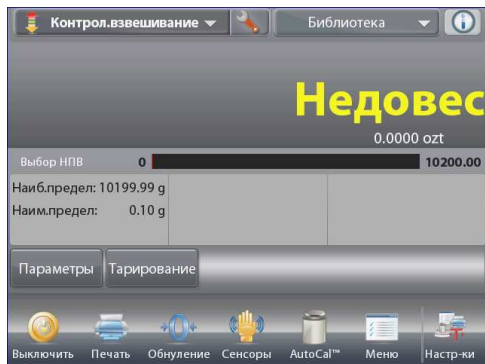 Контрол.взвешивание Библиотека
Недовес
0.0000 ozt
Выбор НПВ 0 10200.00
Наиб.предел: 10199.99 g
Наим.предел: 0.10 g
Параметры Тарирование
Выключить Печать Обнуление Сенсоры AutoCal™ Меню Настр-ки